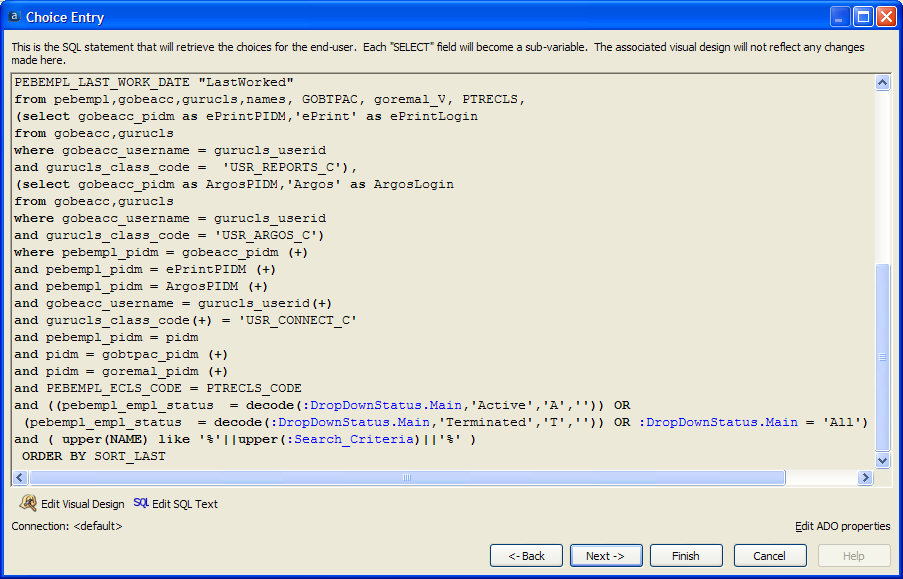 a Choice Entry
This is the SQL statement that will retrieve the choices for the end-user. Each "SELECT" field will become a sub-variable. The associated visual design will not reflect any changes
made here.
PEBEMPL_LAST_WORK_DATE "LastWorked"
from pebempl,gobeacc,gurucls,names, GOBTPAC, goremal_V, PTRECLS,
(select gobeacc_pidm as ePrintPIDM,'ePrint' as ePrintLogin
from gobeacc,gurucls
where gobeacc_username = gurucls_userid
and gurucls_class_code =  'USR_REPORTS_C'),
(select gobeacc_pidm as ArgosPIDM,'Argos' as ArgosLogin
from gobeacc,gurucls
where gobeacc_username = gurucls_userid
and gurucls_class_code = 'USR_ARGOS_C')
where pebempl_pidm = gobeacc_pidm (+)
and pebempl_pidm = ePrintPIDM (+)
and pebempl_pidm = ArgosPIDM (+)
and gobeacc_username = gurucls_userid(+)
and gurucls_class_code(+) = 'USR_CONNECT_C'
and pebempl_pidm = pidm
and pidm = gobtpac_pidm (+)
and pidm = goremal_pidm (+)
and PEBEMPL_ECLS_CODE = PTRECLS_CODE
and ((pebempl_empl_status  = decode(:DropDownStatus.Main,'Active','A','')) OR
(pebempl_empl_status  = decode(:DropDownStatus.Main,'Terminated','T','')) OR :DropDownStatus.Main = 'All')
and ( upper(NAME) like '%'||upper(:Search_Criteria)||'%' )
ORDER BY SORT_LAST
Edit Visual Design SQL Edit SQL Text
Connection: <default> Edit ADO properties
<- Back Next -> Finish Cancel Help